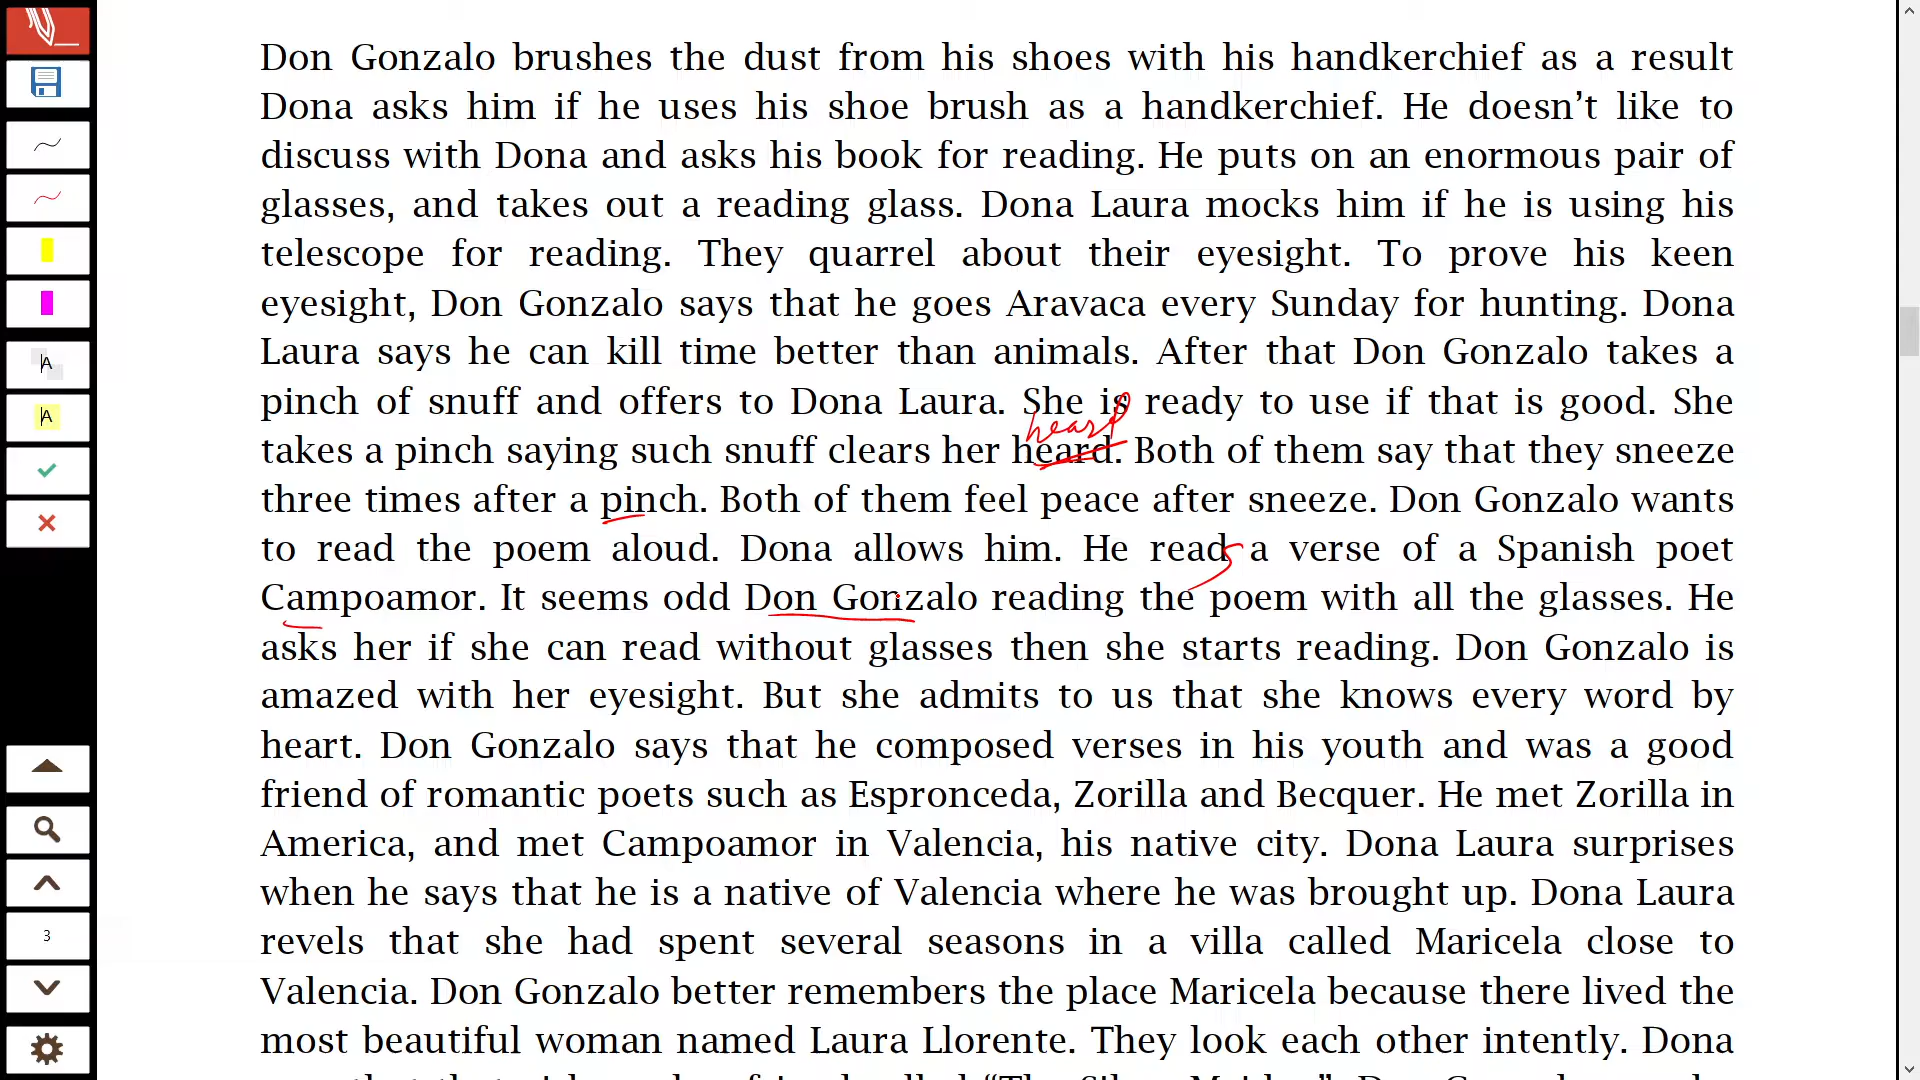 Don Gonzalo brushes the dust from his shoes with his handkerchief as a result
Dona asks him if he uses his shoe brush as a handkerchief. He doesn't like to
discuss with Dona and asks his book for reading. He puts on an enormous pair of
glasses, and takes out a reading glass. Dona Laura mocks him if he is using his
telescope for reading. They quarrel about their eyesight. To prove his keen
eyesight, Don Gonzalo says that he goes Aravaca every Sunday for hunting. Dona
Laura says he can kill time better than animals. After that Don Gonzalo takes a
pinch of snuff and offers to Dona Laura. She is ready to use if that is good. She
takes a pinch saying such snuff clears her heard. Both of them say that they sneeze
three times after a pinch. Both of them feel peace after sneeze. Don Gonzalo wants
to read the poem aloud. Dona allows him. He read a verse of a Spanish poet
Campoamor. It seems odd Don Gonzalo reading the poem with all the glasses. He
asks her if she can read without glasses then she starts reading. Don Gonzalo is
amazed with her eyesight. But she admits to us that she knows every word by
heart. Don Gonzalo says that he composed verses in his youth and was a good
friend of romantic poets such as Espronceda, Zorilla and Becquer. He met Zorilla in
America, and met Campoamor in Valencia, his native city. Dona Laura surprises
when he says that he is a native of Valencia where he was brought up. Dona Laura
revels that she had spent several seasons in a villa called Maricela close to
Valencia. Don Gonzalo better remembers the place Maricela because there lived the
most beautiful woman named Laura Llorente. They look each other intently. Dona
A
A
3